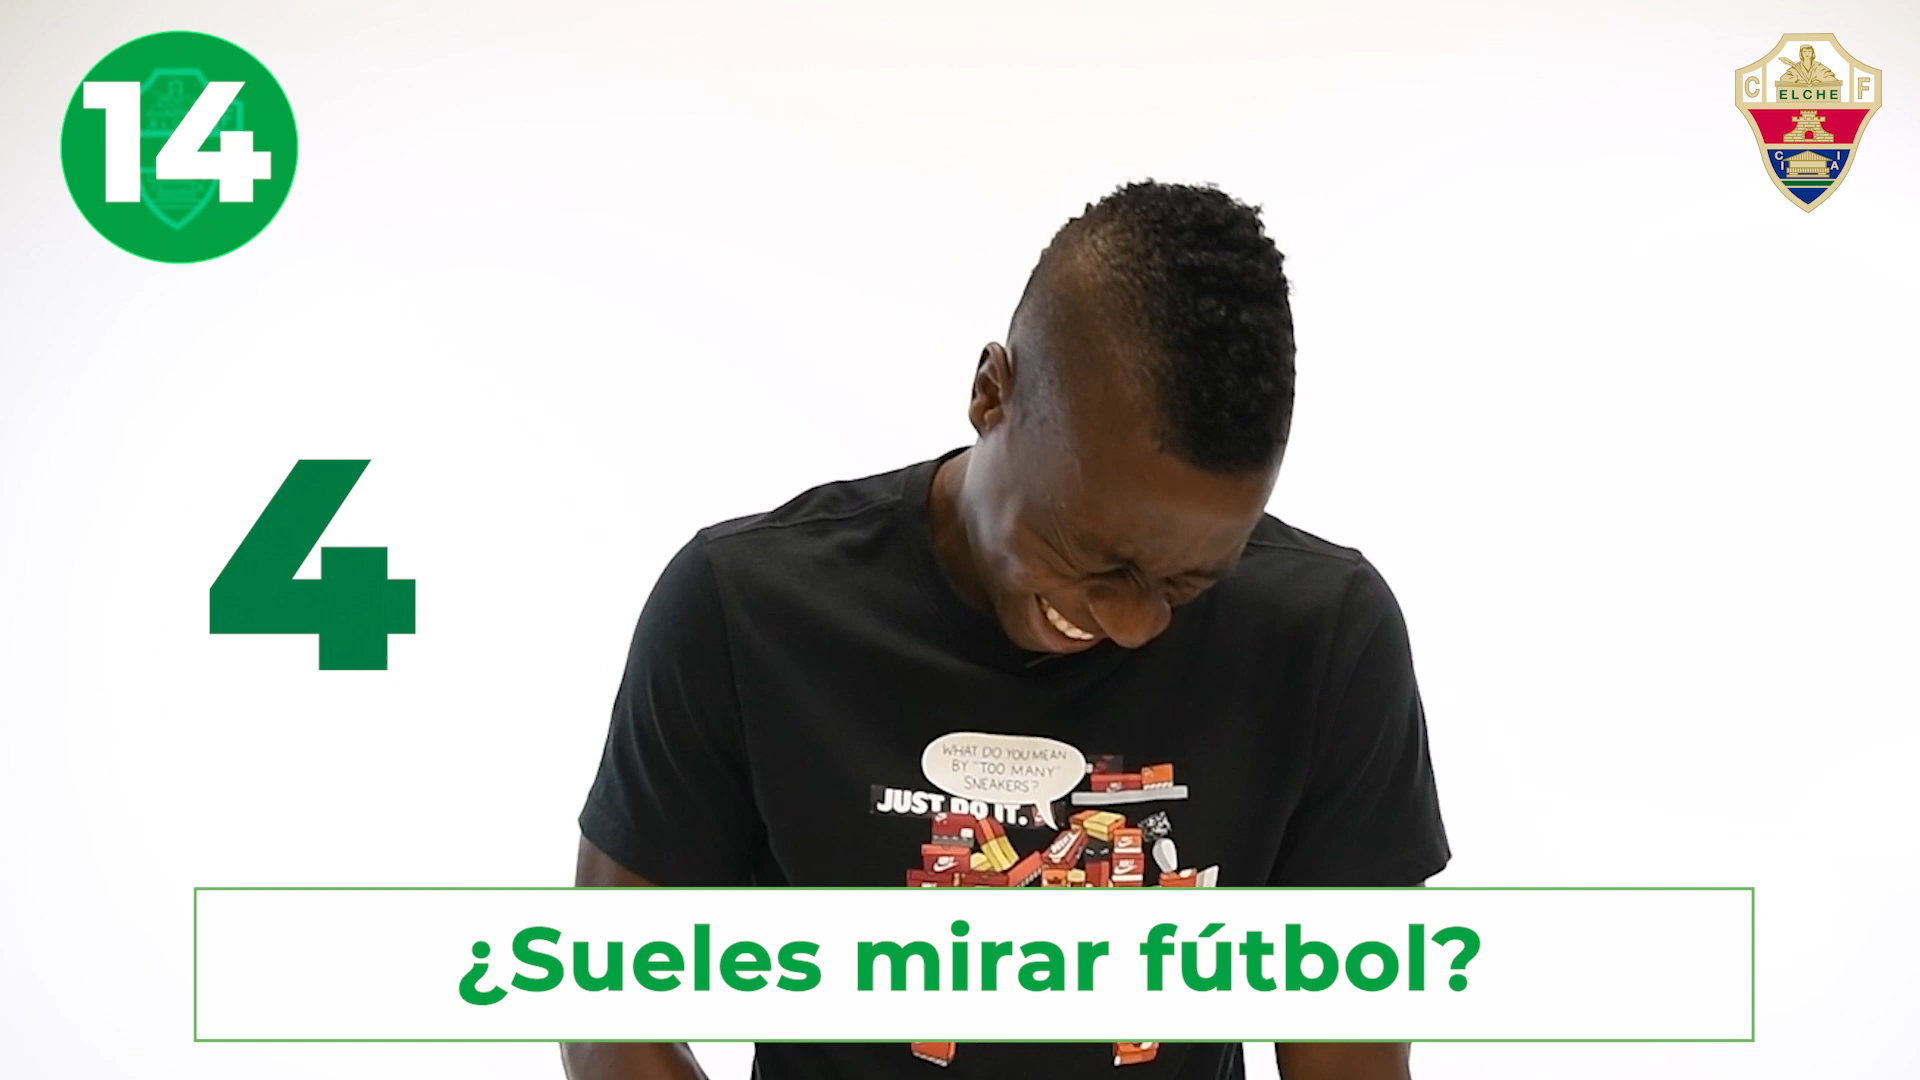 14
C ELCHE F
C I
I A
4
WHAT DO YOU MEAN
BY "TOO MANY"
SNEAKERS?
JUST DO IT.
¿Sueles mirar fútbol?